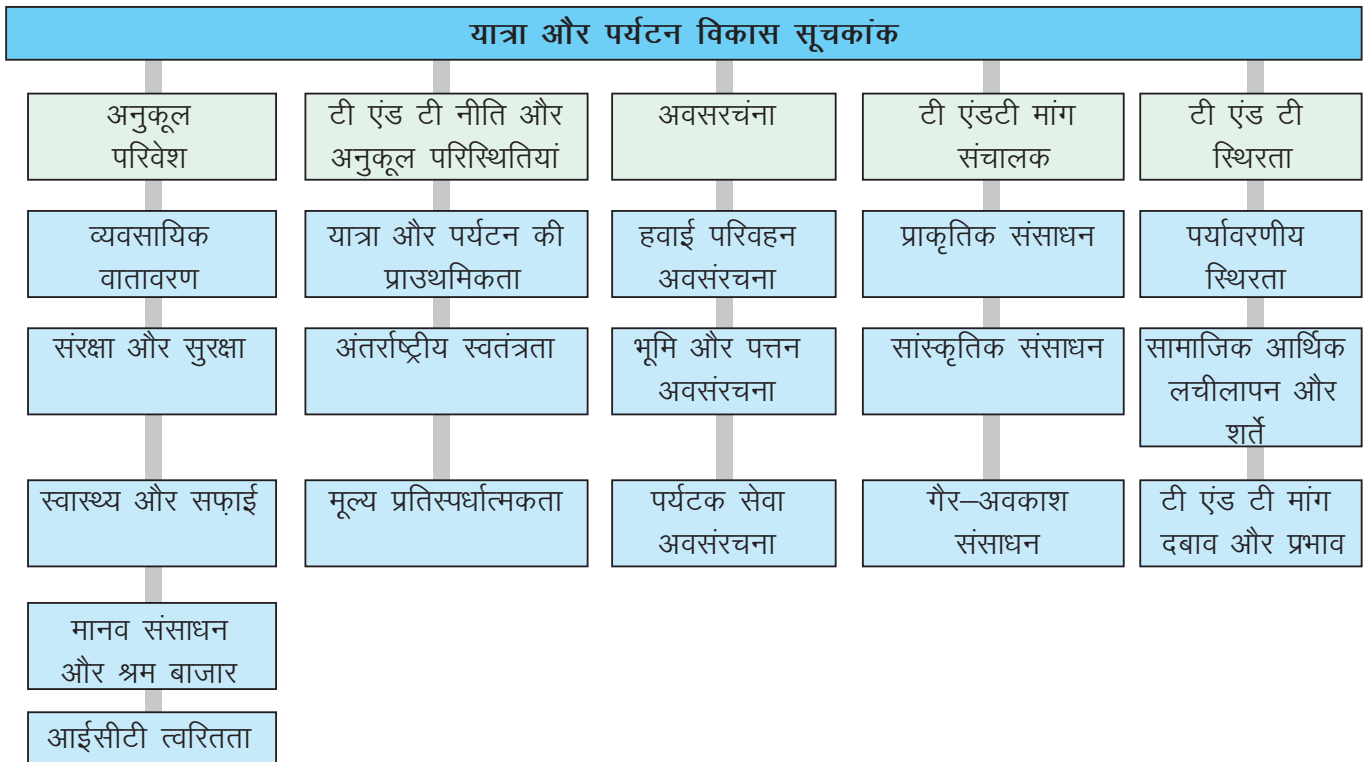 यात्रा और पर्यटन विकास सूचकांक
अनुकूल
परिवेश
टी एंड टी नीति और
अनुकूल परिस्थितियां
अवसरचंना
टी एंडटी मांग
संचालक
टी एंड टी
स्थिरता
व्यवसायिक
वातावरण
यात्रा और पर्यटन की
प्राउथमिकता
हवाई परिवहन
अवसंरचना
प्राकृतिक संसाधन
पर्यावरणीय
स्थिरता
संरक्षा और सुरक्षा
अंतर्राष्ट्रीय स्वतंत्रता
भूमि और पत्तन
अवसंरचना
सांस्कृतिक संसाधन
सामाजिक आर्थिक
लचीलापन और
शर्ते
स्वास्थ्य और सफ़ाई
मूल्य प्रतिस्पर्धात्मकता
पर्यटक सेवा
अवसंरचना
गैर–अवकाश
संसाधन
टी एंड टी मांग
दबाव और प्रभाव
मानव संसाधन
और श्रम बाजार
आईसीटी त्वरितता